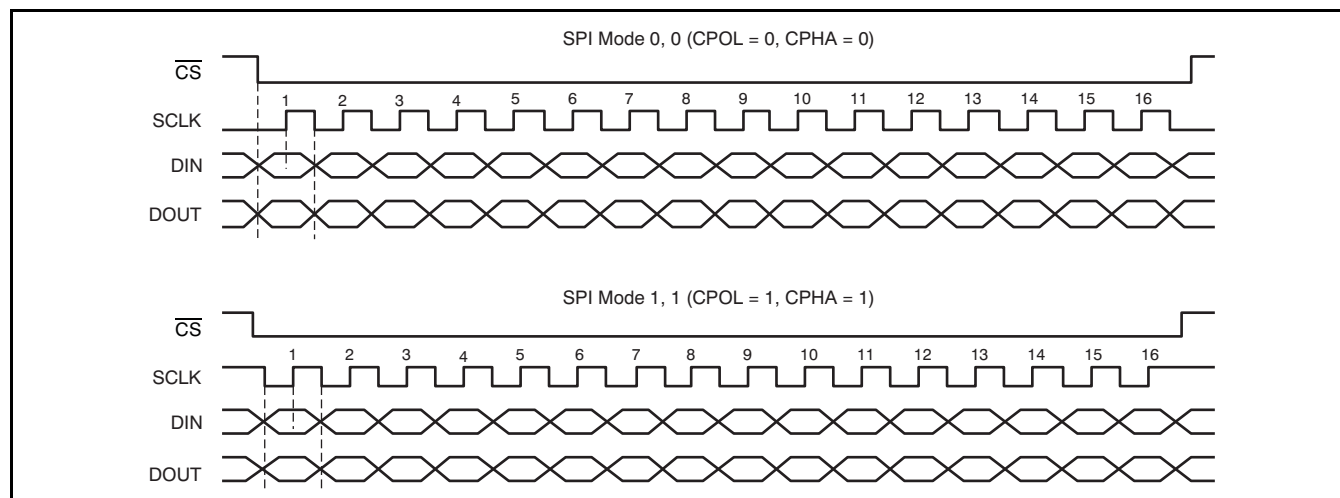 SPI Mode 0, 0 (CPOL = 0, CPHA = 0)
CS
1 2 3 4 5 6 7 8 9 10 11 12 13 14 15 16
SCLK
DIN
DOUT
SPI Mode 1, 1 (CPOL = 1, CPHA = 1)
CS
1 2 3 4 5 6 7 8 9 10 11 12 13 14 15 16
SCLK
DIN
DOUT